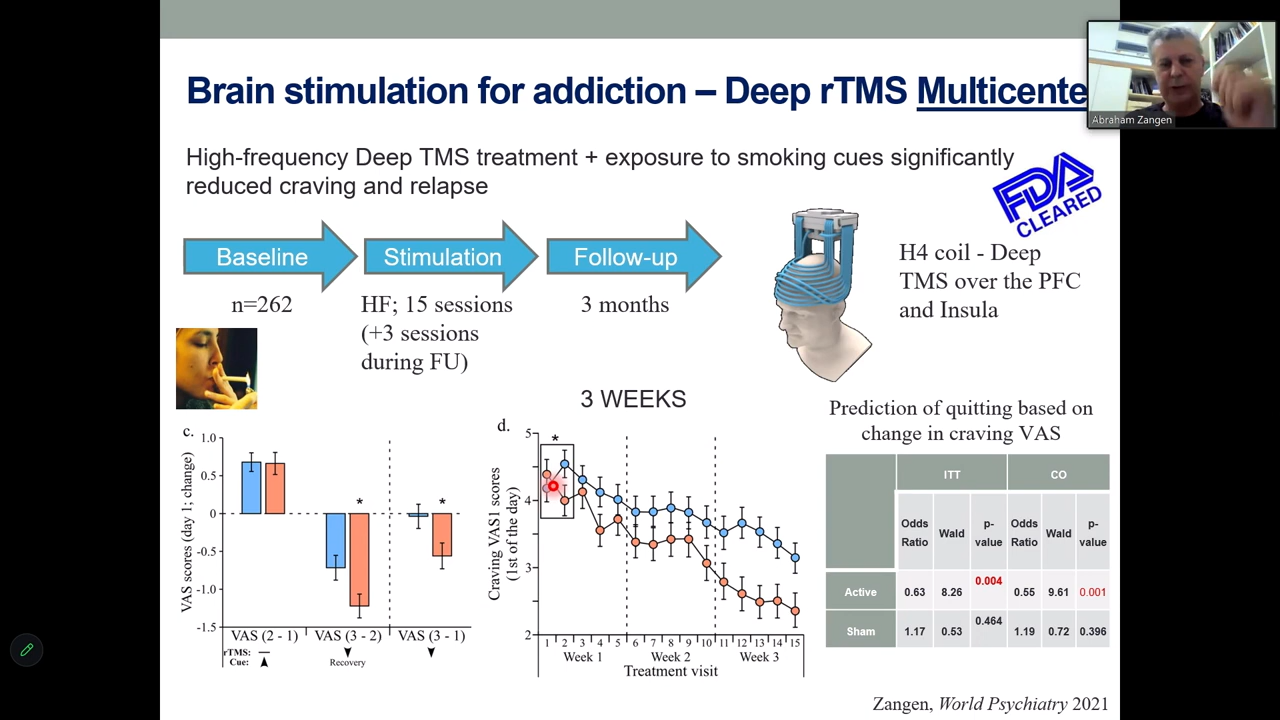 Brain stimulation for addiction – Deep rTMS Multicente
Abraham Zangen
High-frequency Deep TMS treatment + exposure to smoking cues significantly
reduced craving and relapse
FDA
CLEARED
Baseline
Stimulation
Follow-up
n=262
HF; 15 sessions
(+3 sessions
during FU)
3 months
H4 coil - Deep
TMS over the PFC
and Insula
3 WEEKS
c.
VAS scores (day 1; change)
1.0
0.5
0
-0.5
-1.0
-1.5
*
*
VAS (2 - 1)
VAS (3 - 2)
VAS (3 - 1)
rTMS:
Cue:
Recovery
d.
Craving VAS1 scores
(1st of the day)
5
4
3
2
*
1 2 3 4 5 6 7 8 9 10 11 12 13 14 15
Week 1 Week 2 Week 3
Treatment visit
Prediction of quitting based on
change in craving VAS
ITT CO
Odds Ratio Wald p-value Odds Ratio Wald p-value
Active 0.63 8.26 0.004 0.55 9.61 0.001
Sham 1.17 0.53 0.464 1.19 0.72 0.396
Zangen, World Psychiatry 2021